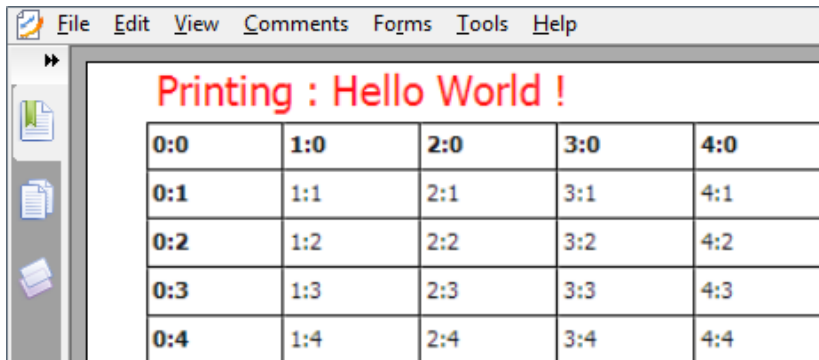 File Edit View Comments Forms Tools Help
Printing : Hello World !
0:0 1:0 2:0 3:0 4:0
0:1 1:1 2:1 3:1 4:1
0:2 1:2 2:2 3:2 4:2
0:3 1:3 2:3 3:3 4:3
0:4 1:4 2:4 3:4 4:4